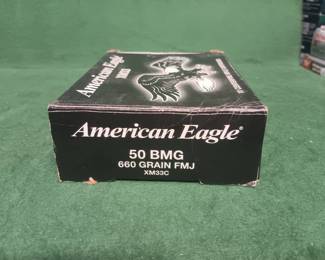 American Eagle
American Eagle®
50 BMG
660 GRAIN FMJ
XM33C